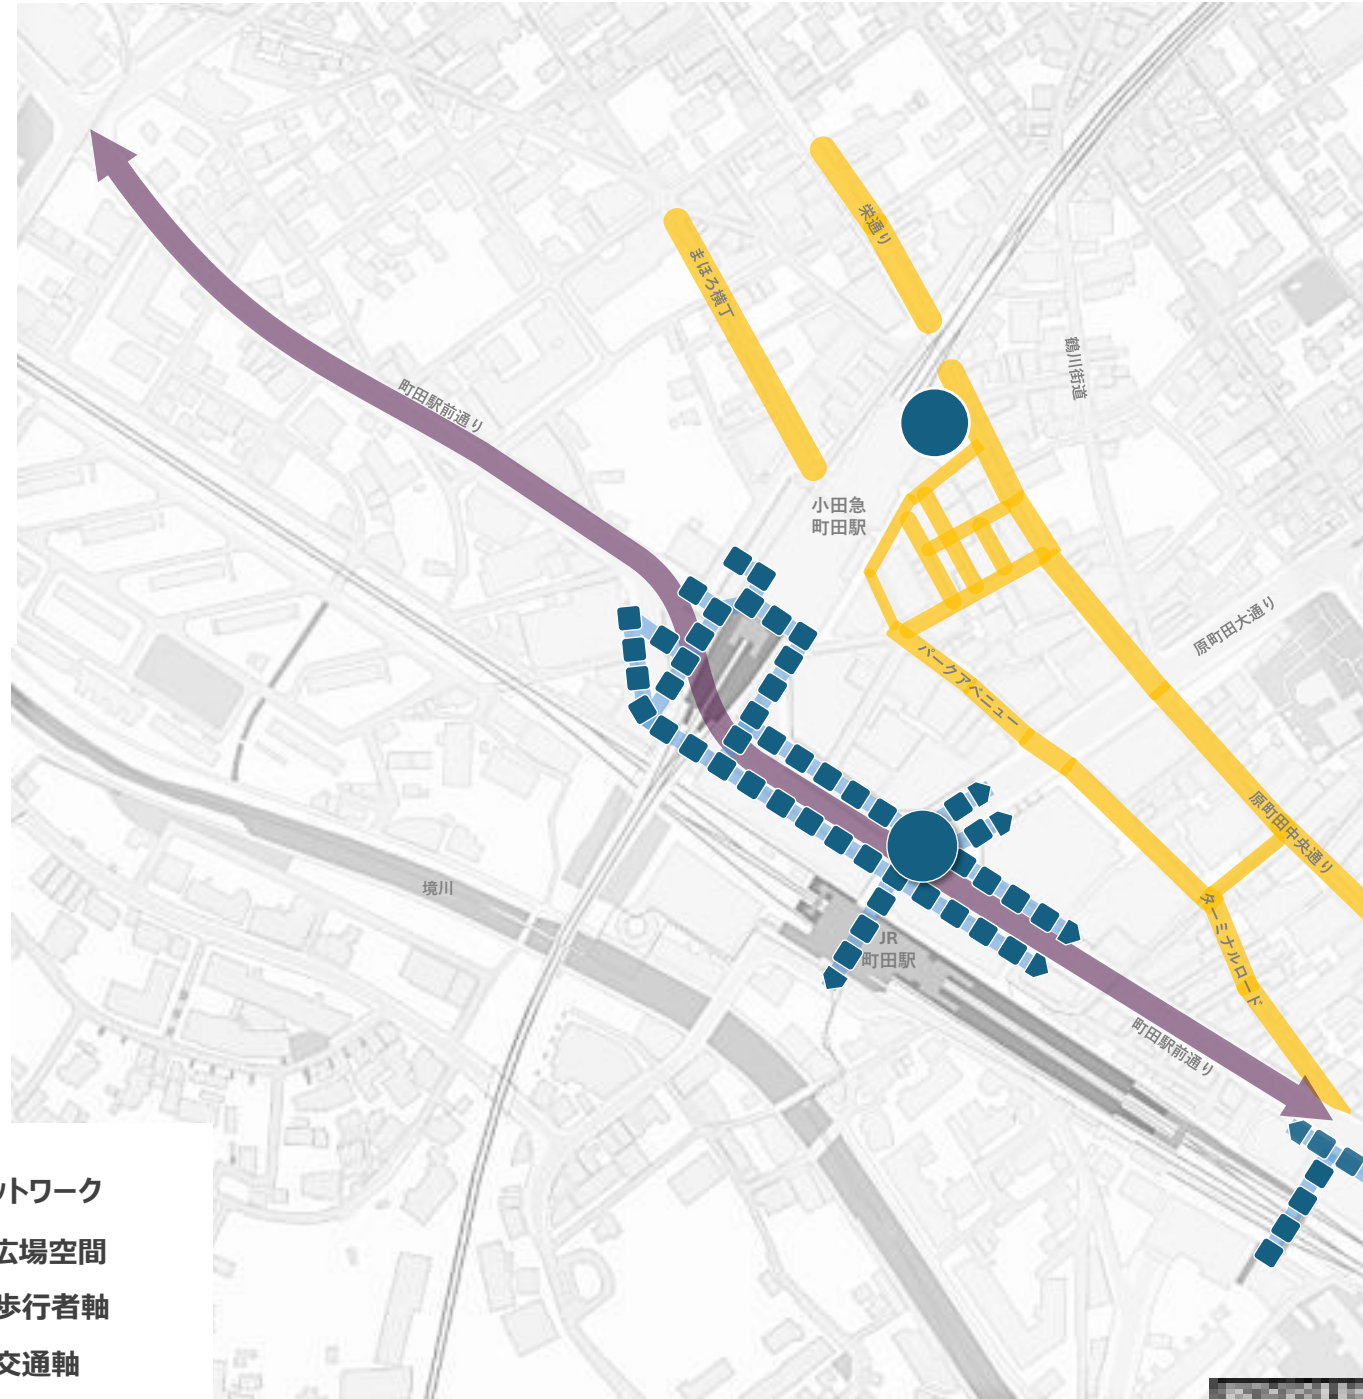 栄通り
まほろ横丁
鶴川街道
町田駅前通り
小田急
町田駅
原町田大通り
パークアベニュー
原町田中央通り
境川
ターミナルロード
JR
町田駅
町田駅前通り
ットワーク
広場空間
歩行者軸
交通軸